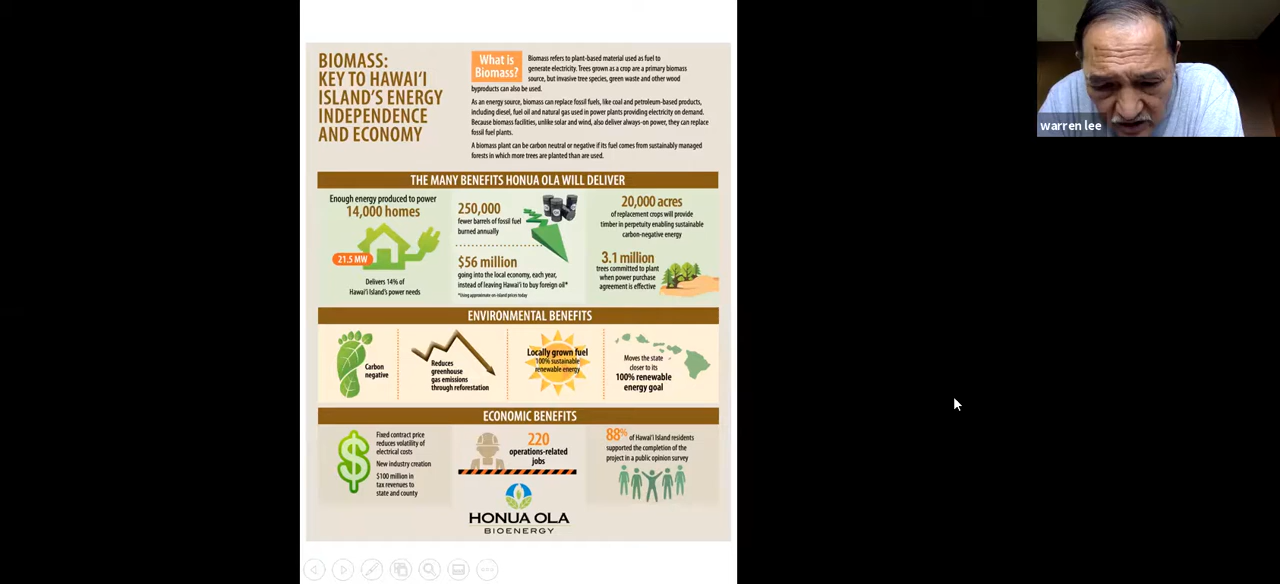 BIOMASS:
KEY TO HAWAI‘I
ISLAND’S ENERGY
INDEPENDENCE
AND ECONOMY
What is
Biomass?
Biomass refers to plant-based material used as fuel to
generate electricity. Trees grown as a crop are a primary biomass
source, but invasive tree species, green waste and other wood
byproducts can also be used.
As an energy source, biomass can replace fossil fuels, like coal and petroleum-based products,
including diesel, fuel oil and natural gas used in power plants providing electricity on demand.
Because biomass facilities, unlike solar and wind, also deliver always-on power, they can replace
fossil fuel plants.
A biomass plant can be carbon neutral or negative if its fuel comes from sustainably managed
forests in which more trees are planted than are used.
THE MANY BENEFITS HONUA OLA WILL DELIVER
Enough energy produced to power
14,000 homes
21.5 MW
Delivers 14% of
Hawai‘i Island’s power needs
250,000
fewer barrels of fossil fuel
burned annually
$56 million
going into the local economy, each year,
instead of leaving Hawai‘i to buy foreign oil*
*Using approximate on-island prices today
20,000 acres
of replacement crops will provide
timber in perpetuity enabling sustainable
carbon-negative energy
3.1 million
trees committed to plant
when power purchase
agreement is effective
ENVIRONMENTAL BENEFITS
Carbon
negative
Reduces
greenhouse
gas emissions
through reforestation
Locally grown fuel
100% sustainable
renewable energy
Moves the state
closer to its
100% renewable
energy goal
ECONOMIC BENEFITS
Fixed contract price
reduces volatility of
electrical costs
New industry creation
$100 million in
tax revenues to
state and county
220
operations-related
jobs
88% of Hawai‘i Island residents
supported the completion of the
project in a public opinion survey
HONUA OLA
BIOENERGY
warren lee